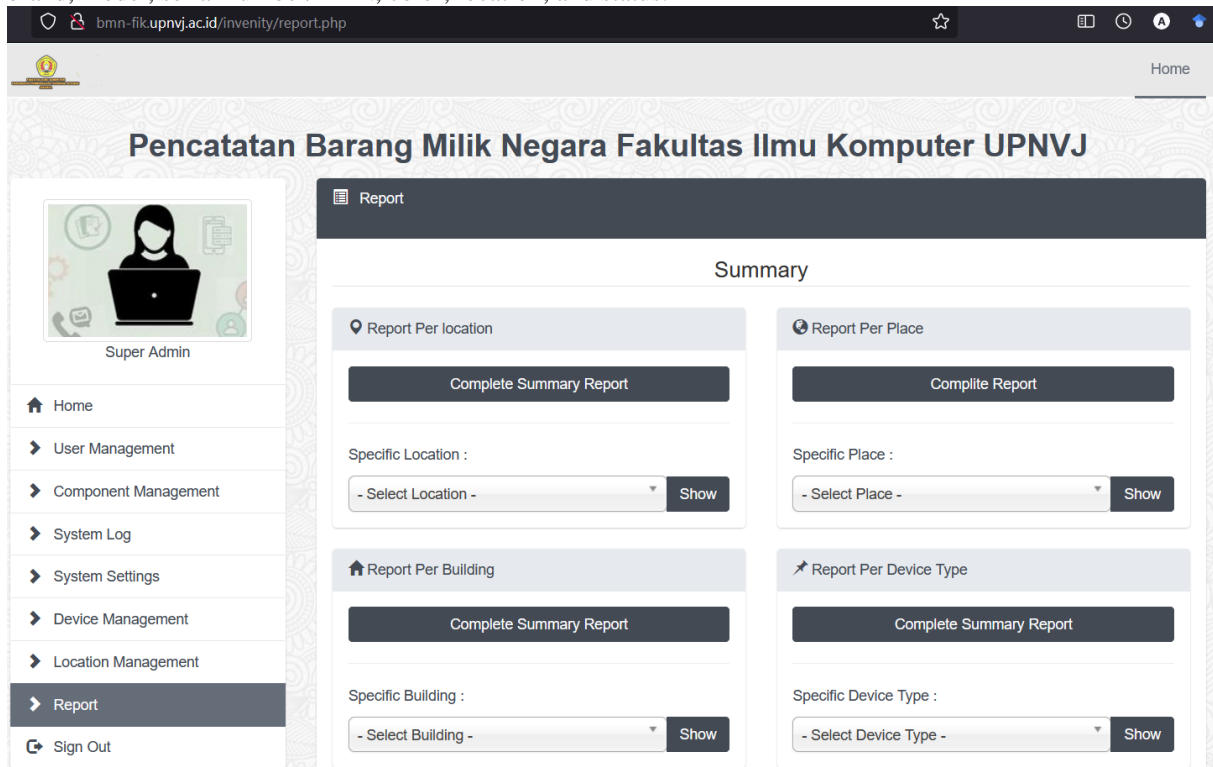 bmn-fik.upnvj.ac.id/invenity/report.php
A
Home
Pencatatan Barang Milik Negara Fakultas Ilmu Komputer UPNVJ
Super Admin
Home
User Management
Component Management
System Log
System Settings
Device Management
Location Management
Report
Sign Out
Report
Summary
Report Per location
Complete Summary Report
Specific Location :
- Select Location -
Show
Report Per Place
Complite Report
Specific Place :
- Select Place -
Show
Report Per Building
Complete Summary Report
Specific Building :
- Select Building -
Show
Report Per Device Type
Complete Summary Report
Specific Device Type :
- Select Device Type -
Show